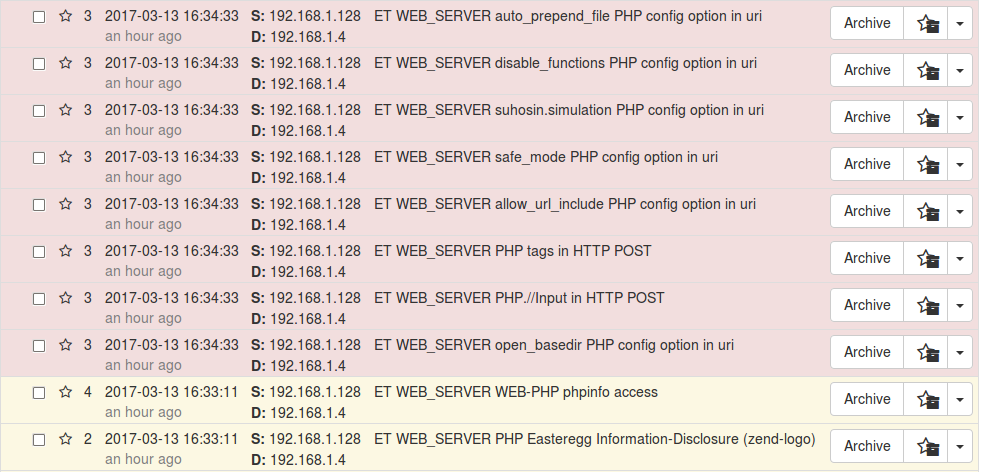 3 2017-03-13 16:34:33 S: 192.168.1.128 ET WEB_SERVER auto_prepend_file PHP config option in uri Archive
an hour ago D: 192.168.1.4
3 2017-03-13 16:34:33 S: 192.168.1.128 ET WEB_SERVER disable_functions PHP config option in uri Archive
an hour ago D: 192.168.1.4
3 2017-03-13 16:34:33 S: 192.168.1.128 ET WEB_SERVER suhosin.simulation PHP config option in uri Archive
an hour ago D: 192.168.1.4
3 2017-03-13 16:34:33 S: 192.168.1.128 ET WEB_SERVER safe_mode PHP config option in uri Archive
an hour ago D: 192.168.1.4
3 2017-03-13 16:34:33 S: 192.168.1.128 ET WEB_SERVER allow_url_include PHP config option in uri Archive
an hour ago D: 192.168.1.4
3 2017-03-13 16:34:33 S: 192.168.1.128 ET WEB_SERVER PHP tags in HTTP POST Archive
an hour ago D: 192.168.1.4
3 2017-03-13 16:34:33 S: 192.168.1.128 ET WEB_SERVER PHP.//Input in HTTP POST Archive
an hour ago D: 192.168.1.4
3 2017-03-13 16:34:33 S: 192.168.1.128 ET WEB_SERVER open_basedir PHP config option in uri Archive
an hour ago D: 192.168.1.4
4 2017-03-13 16:33:11 S: 192.168.1.128 ET WEB_SERVER WEB-PHP phpinfo access Archive
an hour ago D: 192.168.1.4
2 2017-03-13 16:33:11 S: 192.168.1.128 ET WEB_SERVER PHP Easteregg Information-Disclosure (zend-logo) Archive
an hour ago D: 192.168.1.4